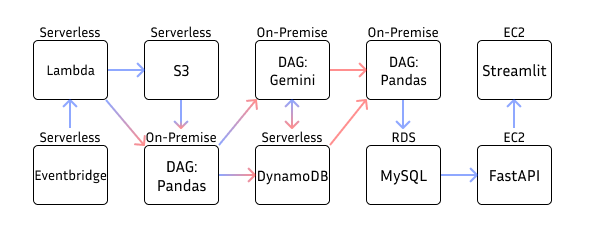 Serverless
Serverless
On-Premise
On-Premise
EC2
Lambda
S3
DAG:
Gemini
DAG:
Pandas
Streamlit
Serverless
On-Premise
Serverless
RDS
EC2
Eventbridge
DAG:
Pandas
DynamoDB
MySQL
FastAPI